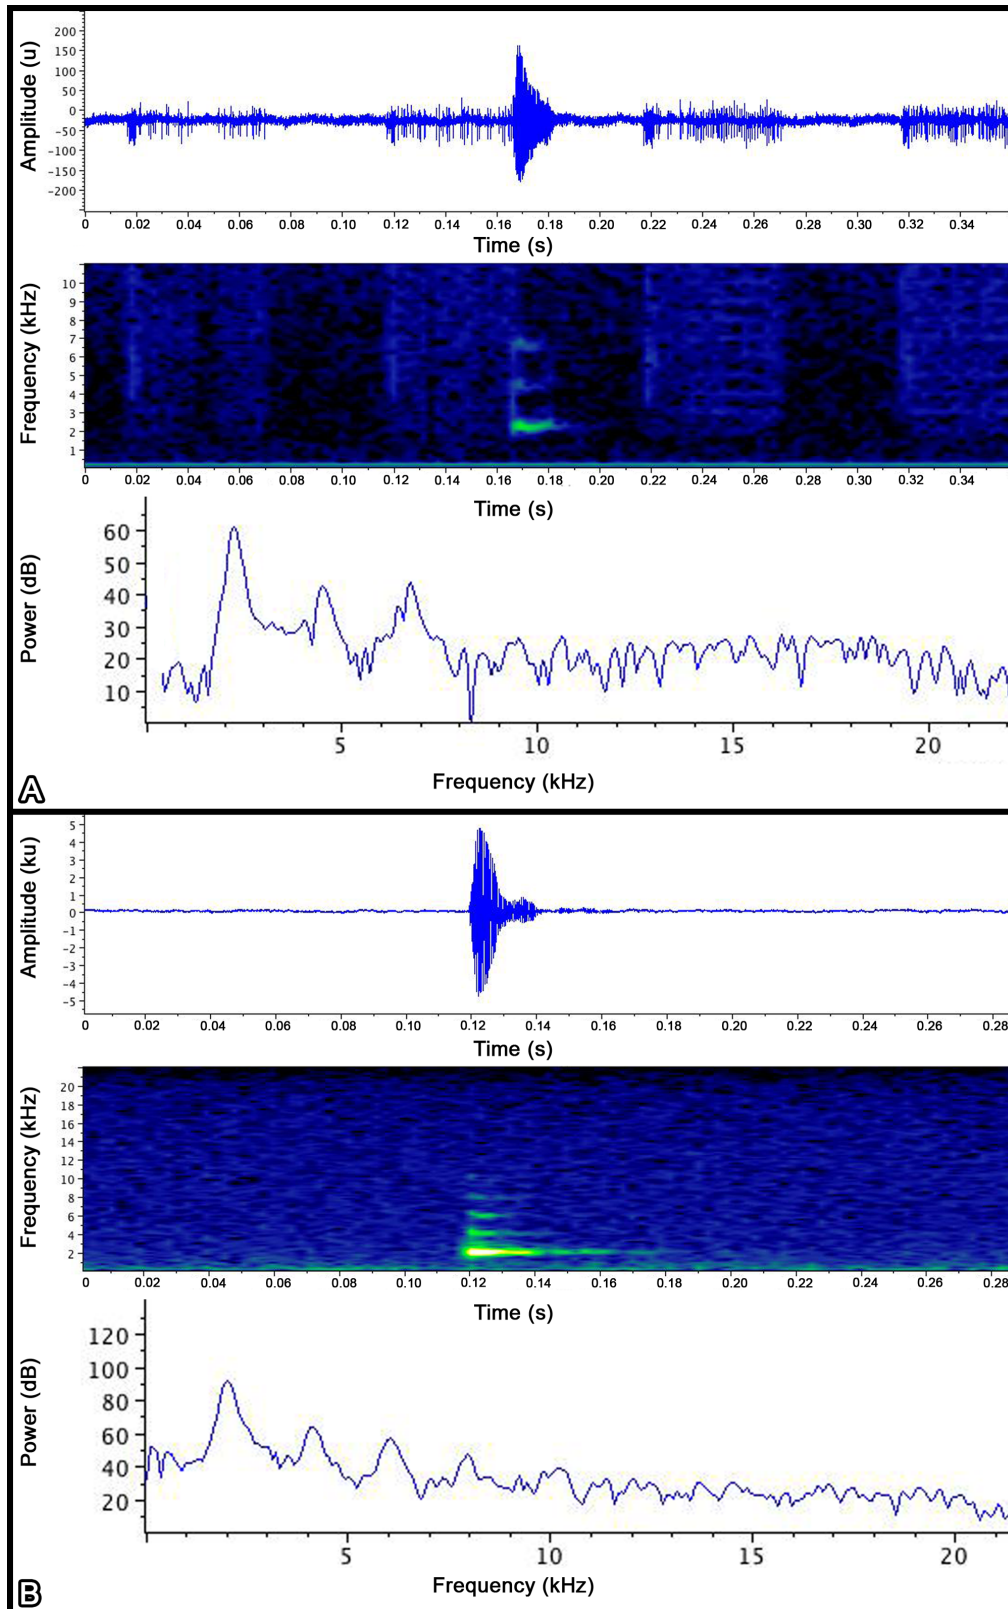 Amplitude (u)
200
150
100
50
0
-50
-100
-150
-200
0 0.02 0.04 0.06 0.08 0.10 0.12 0.14 0.16 0.18 0.20 0.22 0.24 0.26 0.28 0.30 0.32 0.34
Time (s)
Frequency (kHz)
10
9
8
7
6
5
4
3
2
1
0 0.02 0.04 0.06 0.08 0.10 0.12 0.14 0.16 0.18 0.20 0.22 0.24 0.26 0.28 0.30 0.32 0.34
Time (s)
Power (dB)
60
50
40
30
20
10
5 10 15 20
Frequency (kHz)
A
Amplitude (ku)
5
4
3
2
1
0
-1
-2
-3
-4
-5
0 0.02 0.04 0.06 0.08 0.10 0.12 0.14 0.16 0.18 0.20 0.22 0.24 0.26 0.28
Time (s)
Frequency (kHz)
20
18
16
14
12
10
8
6
4
2
0 0.02 0.04 0.06 0.08 0.10 0.12 0.14 0.16 0.18 0.20 0.22 0.24 0.26 0.28
Time (s)
Power (dB)
120
100
80
60
40
20
5 10 15 20
Frequency (kHz)
B